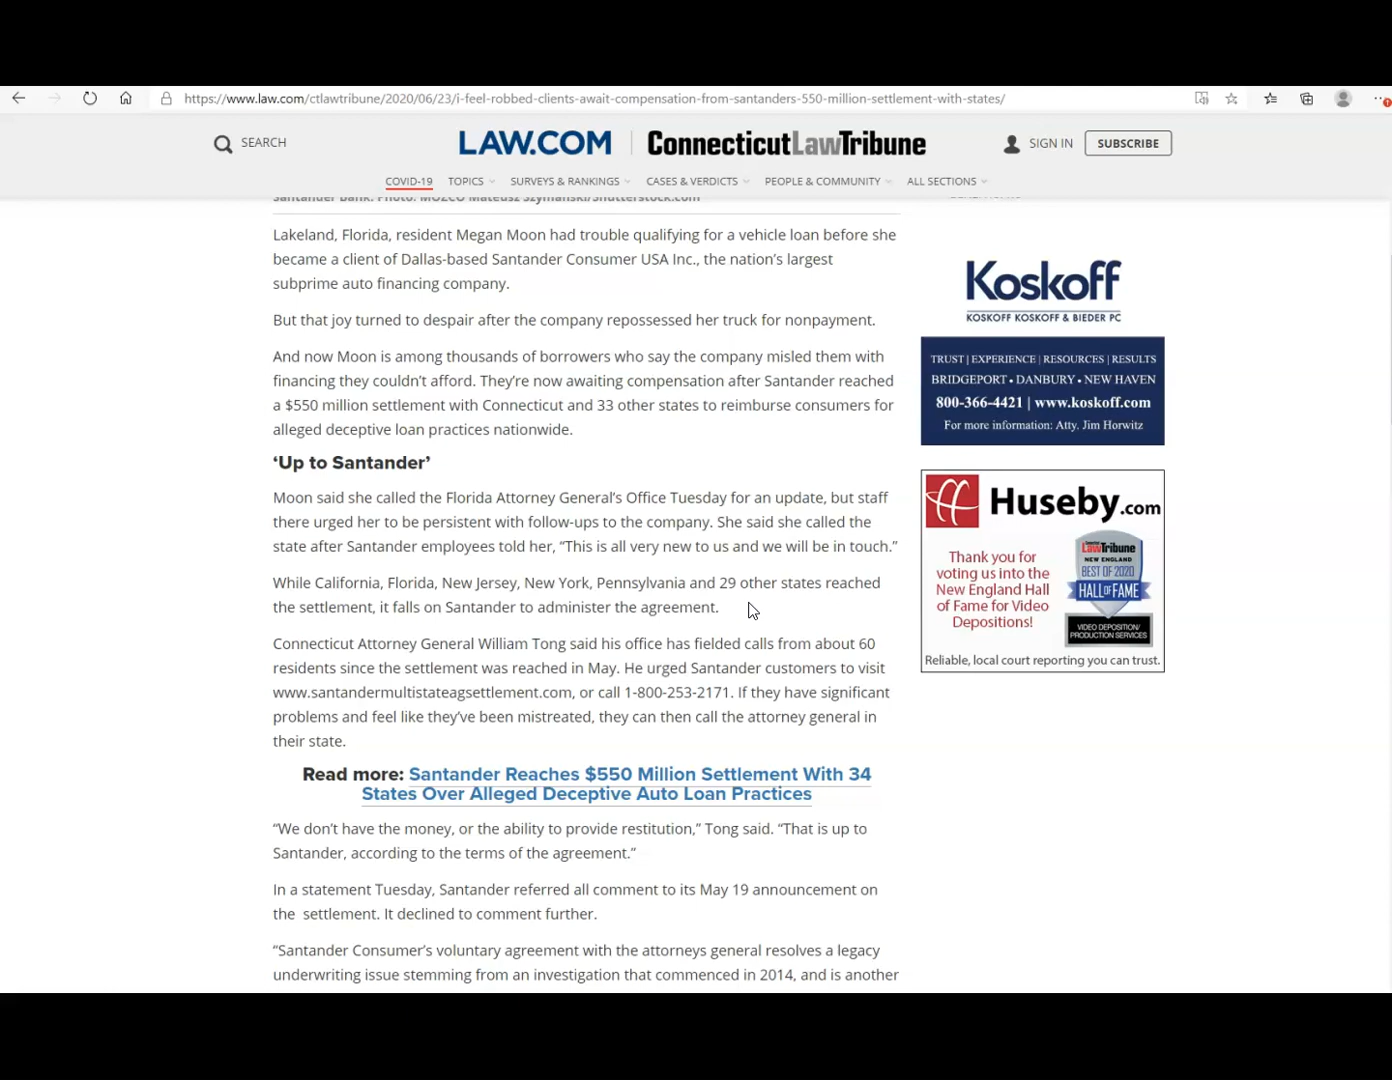 https://www.law.com/ctlawtribune/2020/06/23/i-feel-robbed-clients-await-compensation-from-santanders-550-million-settlement-with-states/
SEARCH
LAW.COM | ConnecticutLawTribune
SIGN IN
SUBSCRIBE
COVID-19 TOPICS SURVEYS & RANKINGS CASES & VERDICTS PEOPLE & COMMUNITY ALL SECTIONS
Santander Bank. Photo: MOZCO Mateusz Szymanski/Shutterstock.com
Lakeland, Florida, resident Megan Moon had trouble qualifying for a vehicle loan before she
became a client of Dallas-based Santander Consumer USA Inc., the nation’s largest
subprime auto financing company.
But that joy turned to despair after the company repossessed her truck for nonpayment.
And now Moon is among thousands of borrowers who say the company misled them with
financing they couldn’t afford. They’re now awaiting compensation after Santander reached
a $550 million settlement with Connecticut and 33 other states to reimburse consumers for
alleged deceptive loan practices nationwide.
‘Up to Santander’
Moon said she called the Florida Attorney General’s Office Tuesday for an update, but staff
there urged her to be persistent with follow-ups to the company. She said she called the
state after Santander employees told her, “This is all very new to us and we will be in touch.”
While California, Florida, New Jersey, New York, Pennsylvania and 29 other states reached
the settlement, it falls on Santander to administer the agreement.
Connecticut Attorney General William Tong said his office has fielded calls from about 60
residents since the settlement was reached in May. He urged Santander customers to visit
www.santandermultistateagsettlement.com, or call 1-800-253-2171. If they have significant
problems and feel like they’ve been mistreated, they can then call the attorney general in
their state.
Read more: Santander Reaches $550 Million Settlement With 34
States Over Alleged Deceptive Auto Loan Practices
“We don’t have the money, or the ability to provide restitution,” Tong said. “That is up to
Santander, according to the terms of the agreement.”
In a statement Tuesday, Santander referred all comment to its May 19 announcement on
the settlement. It declined to comment further.
“Santander Consumer’s voluntary agreement with the attorneys general resolves a legacy
underwriting issue stemming from an investigation that commenced in 2014, and is another
Koskoff
KOSKOFF KOSKOFF & BIEDER PC
TRUST | EXPERIENCE | RESOURCES | RESULTS
BRIDGEPORT • DANBURY • NEW HAVEN
800-366-4421 | www.koskoff.com
For more information: Atty. Jim Horwitz
Huseby.com
Thank you for
voting us into the
New England Hall
of Fame for Video
Depositions!
LawTribune
NEW ENGLAND
BEST OF 2020
HALL of FAME
VIDEO DEPOSITION/
PRODUCTION SERVICES
Reliable, local court reporting you can trust.